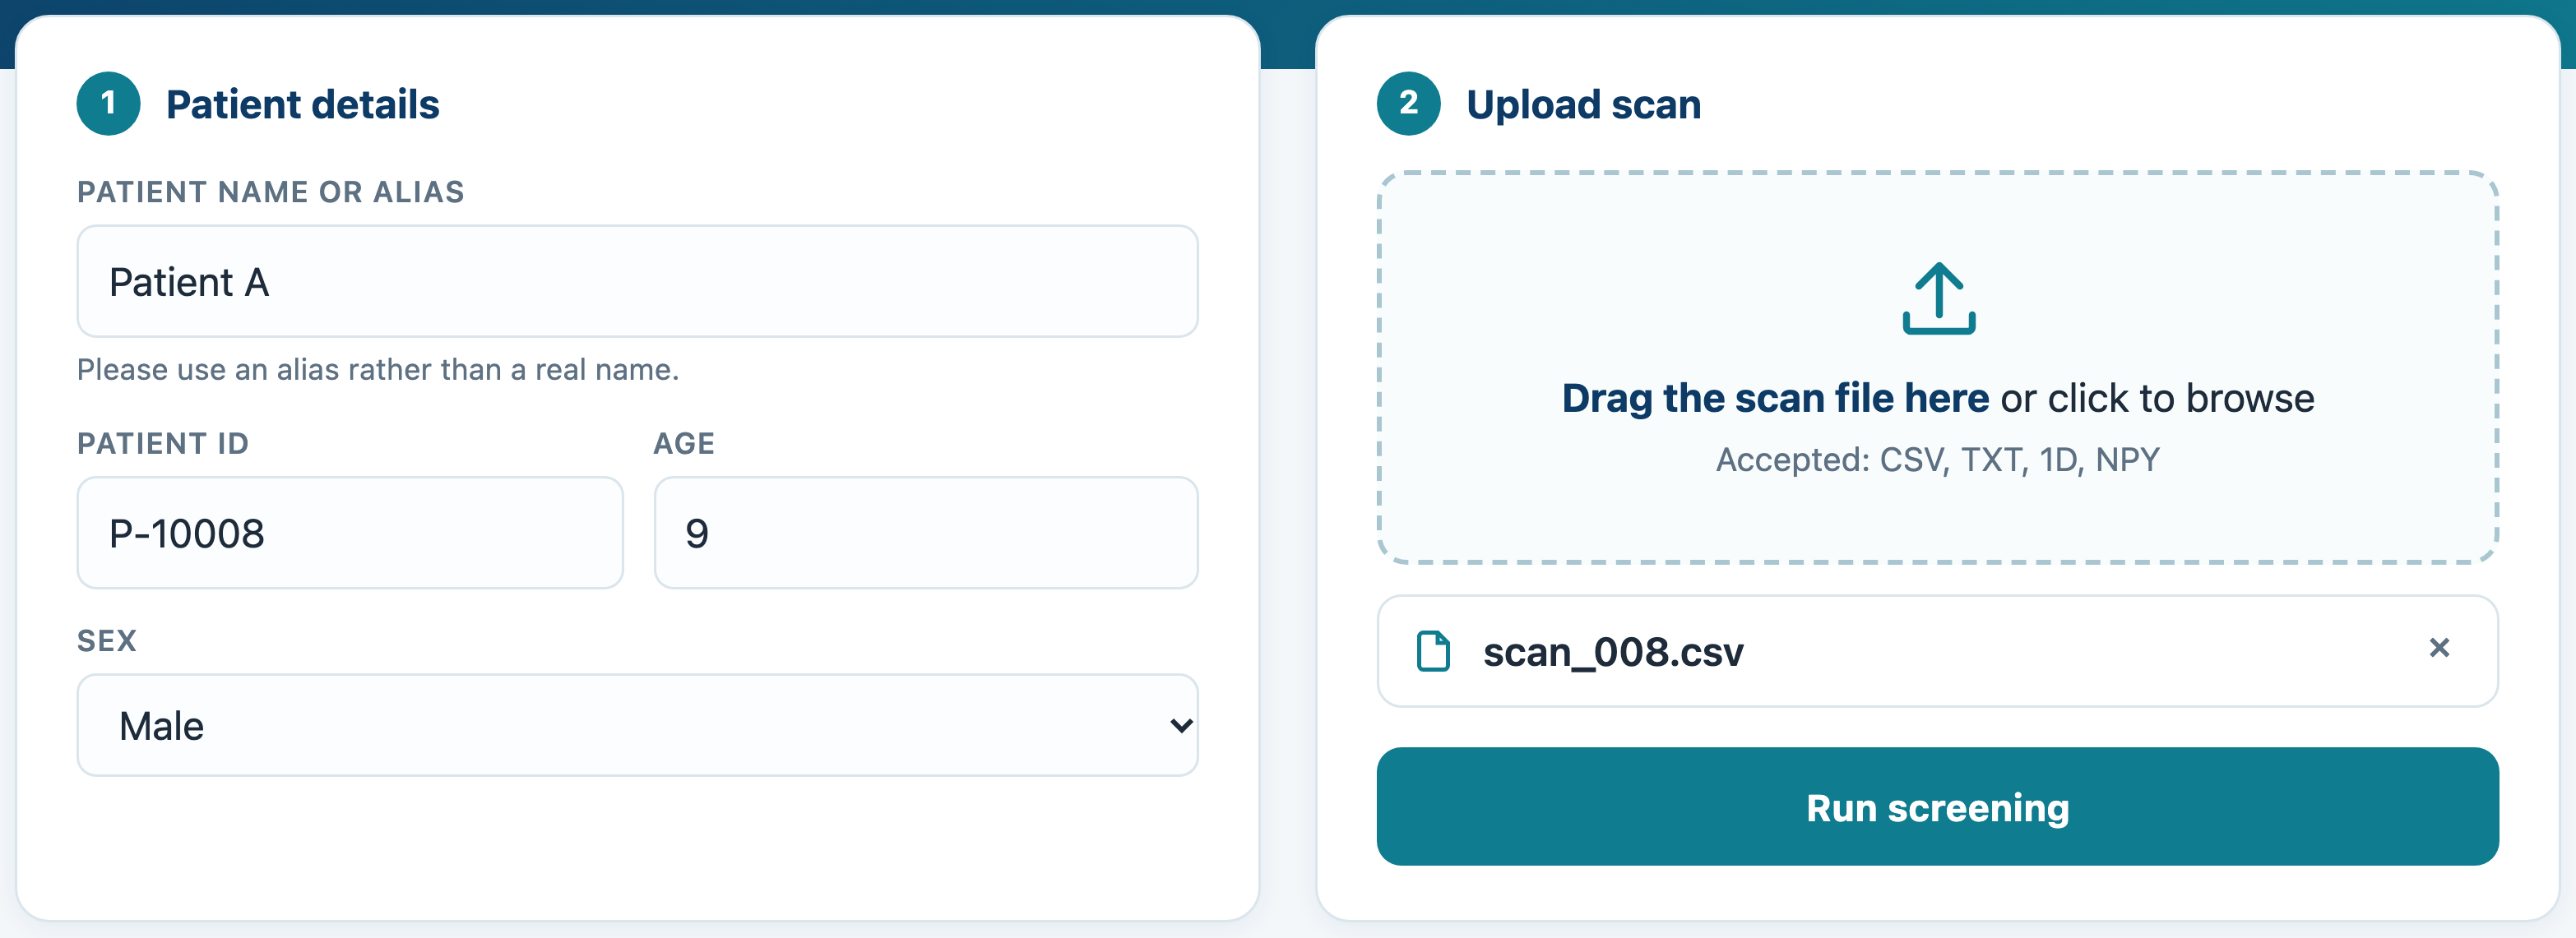 1 Patient details
PATIENT NAME OR ALIAS
Patient A
Please use an alias rather than a real name.
PATIENT ID
AGE
P-10008
9
SEX
Male
2 Upload scan
Drag the scan file here or click to browse
Accepted: CSV, TXT, 1D, NPY
scan_008.csv ×
Run screening